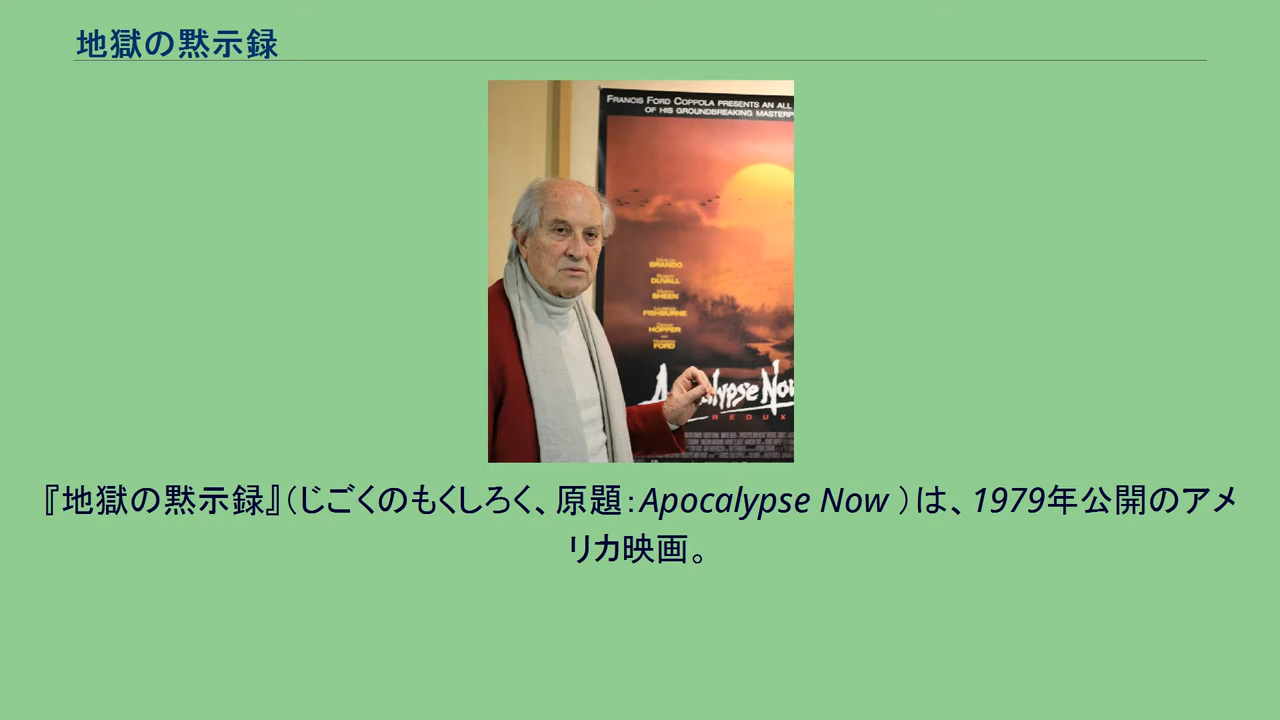 地獄の黙示録
FRANCIS FORD COPPOLA PRESENTS AN ALL
OF HIS GROUNDBREAKING
BRANDO
DUVALL
SHEEN
FISHBURNE
HOPPER
FORD
Now
REDUX
『地獄の黙示録』（じごくのもくしろく、原題：Apocalypse Now ）は、1979年公開のアメ
リカ映画。